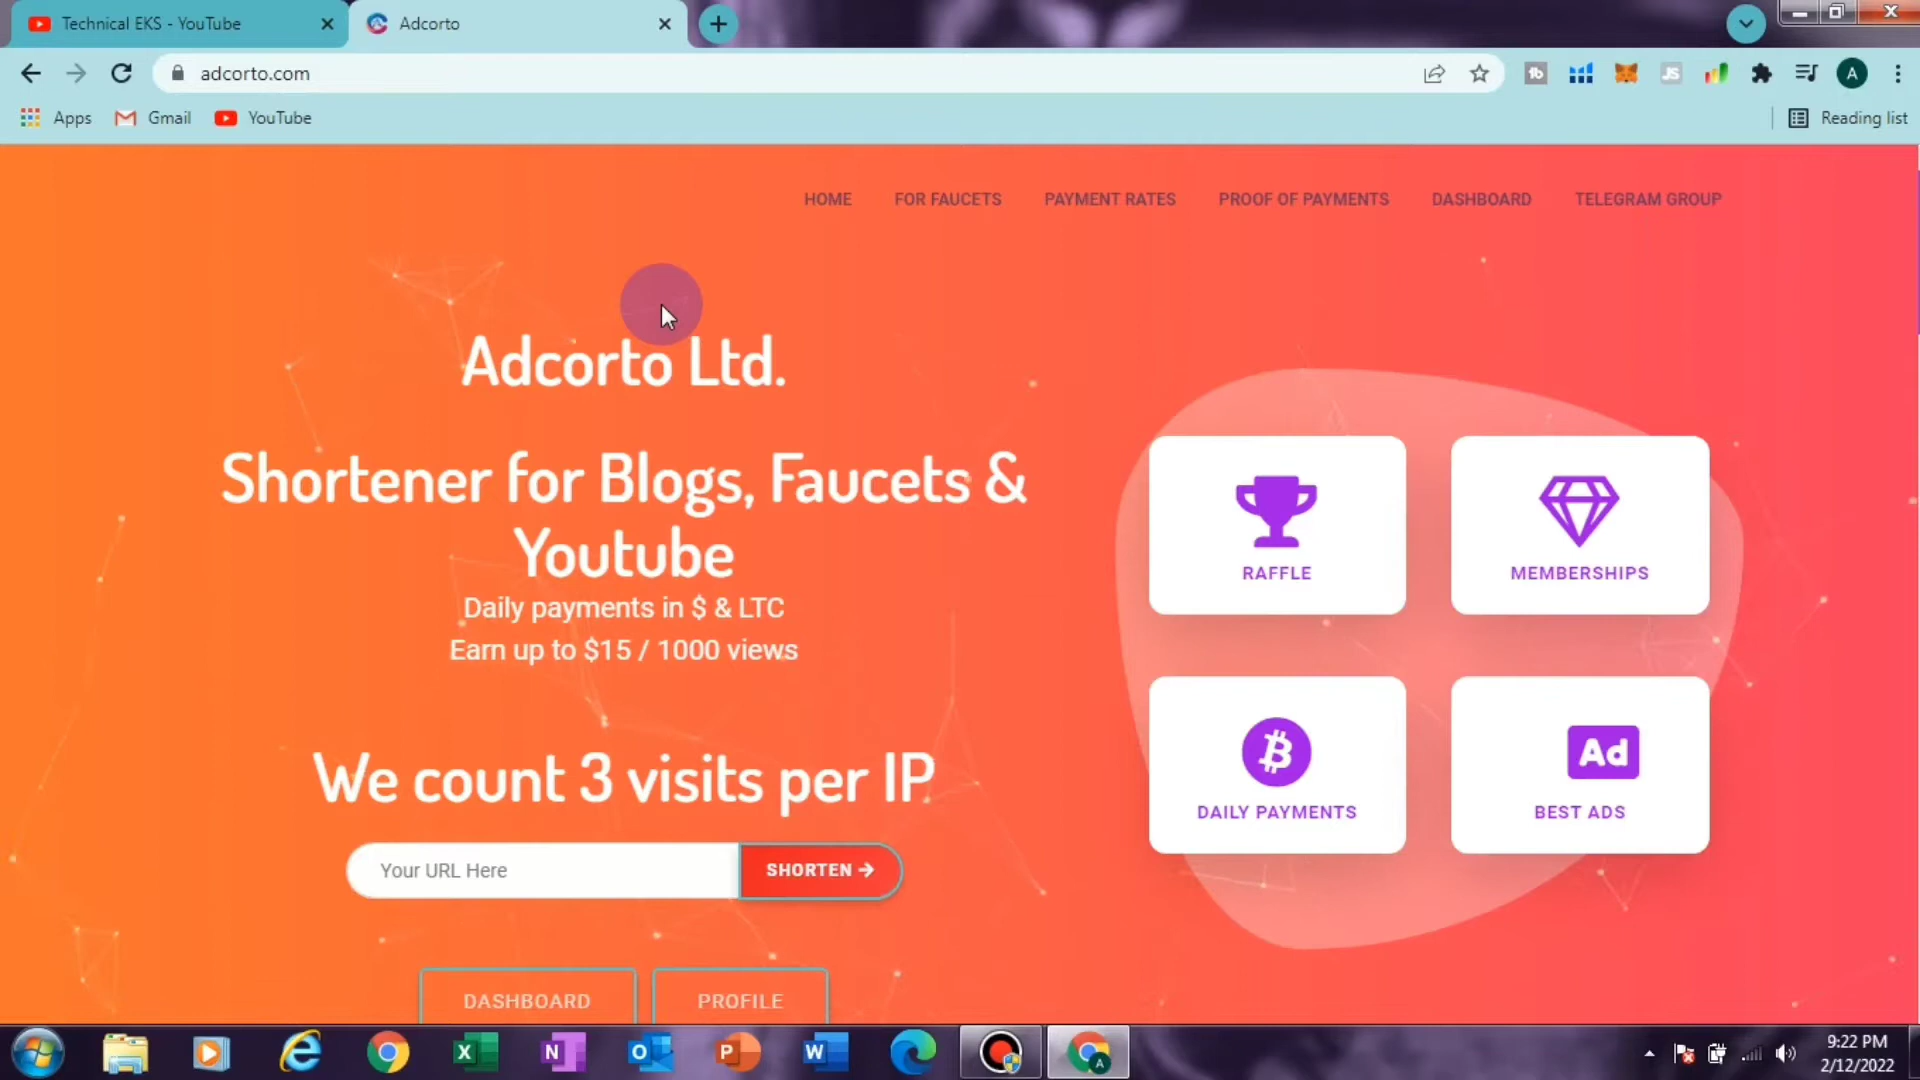 Technical EKS - YouTube
Adcorto
adcorto.com
Apps
Gmail
YouTube
Reading list
HOME
FOR FAUCETS
PAYMENT RATES
PROOF OF PAYMENTS
DASHBOARD
TELEGRAM GROUP
Adcorto Ltd.
Shortener for Blogs, Faucets &
Youtube
Daily payments in $ & LTC
Earn up to $15 / 1000 views
We count 3 visits per IP
Your URL Here
SHORTEN →
DASHBOARD
PROFILE
RAFFLE
MEMBERSHIPS
Ad
DAILY PAYMENTS
BEST ADS
9:22 PM
2/12/2022